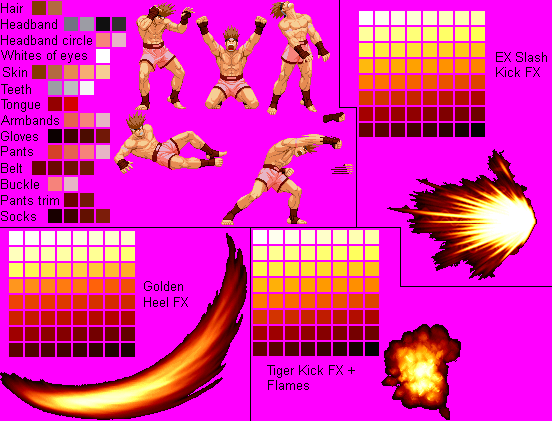 Hair
Headband
Headband circle
Whites of eyes
Skin
Teeth
Tongue
Armbands
Gloves
Pants
Belt
Buckle
Pants trim
Socks
EX Slash
Kick FX
Golden
Heel FX
Tiger Kick FX +
Flames